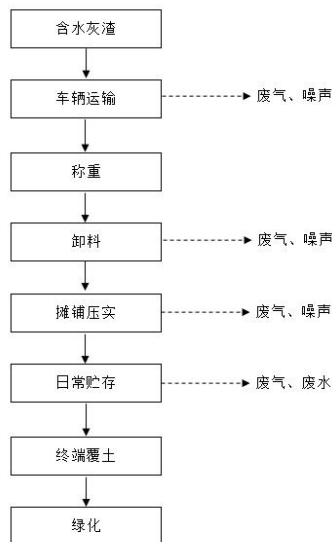 含水灰渣
车辆运输
废气、噪声
称重
卸料
废气、噪声
摊铺压实
废气、噪声
日常贮存
废气、废水
终端覆土
绿化